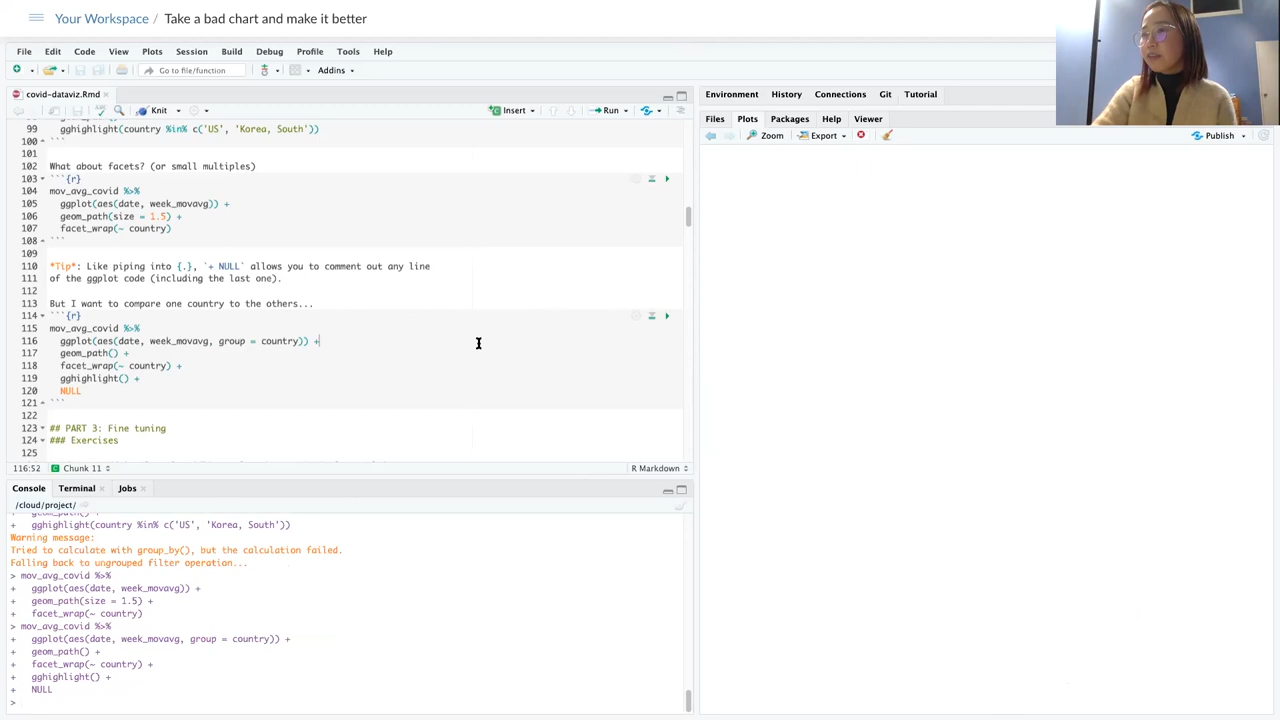 Your Workspace / Take a bad chart and make it better
File Edit Code View Plots Session Build Debug Profile Tools Help
Go to file/function Addins
covid-dataviz.Rmd
Knit Insert Run
99 gghighlight(country %in% c('US', 'Korea, South'))
100 ```
101
102 What about facets? (or small multiples)
103 ```{r}
104 mov_avg_covid %>%
105 ggplot(aes(date, week_movavg)) +
106 geom_path(size = 1.5) +
107 facet_wrap(~ country)
108 ```
109
110 *Tip*: Like piping into {.}, `+ NULL` allows you to comment out any line
111 of the ggplot code (including the last one).
112
113 But I want to compare one country to the others...
114 ```{r}
115 mov_avg_covid %>%
116 ggplot(aes(date, week_movavg, group = country)) +
117 geom_path() +
118 facet_wrap(~ country) +
119 gghighlight() +
120 NULL
121 ```
122
123 ## PART 3: Fine tuning
124 ### Exercises
125
116:52 Chunk 11 R Markdown
Console Terminal Jobs
/cloud/project/
+ geom_path() +
+ gghighlight(country %in% c('US', 'Korea, South'))
Warning message:
Tried to calculate with group_by(), but the calculation failed.
Falling back to ungrouped filter operation...
> mov_avg_covid %>%
+ ggplot(aes(date, week_movavg)) +
+ geom_path(size = 1.5) +
+ facet_wrap(~ country)
> mov_avg_covid %>%
+ ggplot(aes(date, week_movavg, group = country)) +
+ geom_path() +
+ facet_wrap(~ country) +
+ gghighlight() +
+ NULL
>
Environment History Connections Git Tutorial
Files Plots Packages Help Viewer
Zoom Export Publish